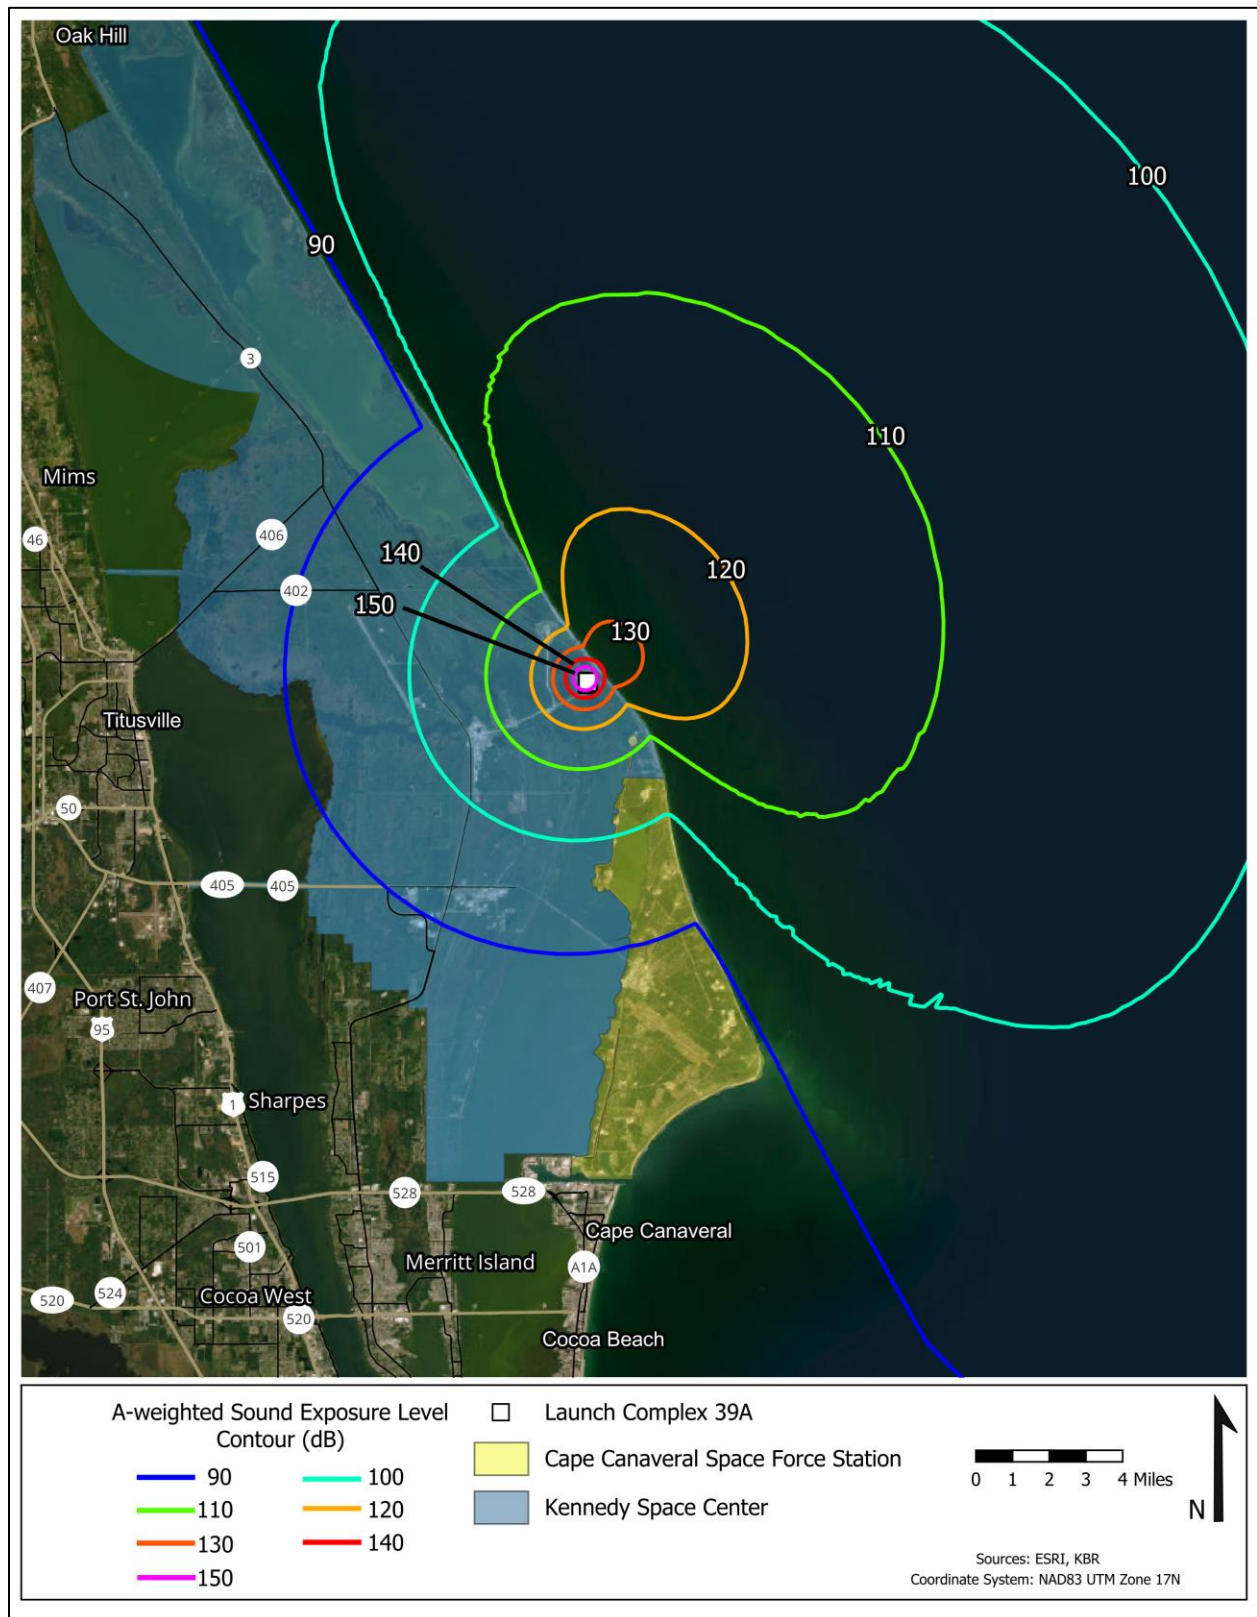 Oak Hill
100
90
3
110
Mims
406
46
140
120
402
150
130
Titusville
50
405
405
407
Port St. John
95
1
Sharpes
515
528
528
Cape Canaveral
501
Merritt Island
A1A
524
Cocoa West
520
520
Cocoa Beach
A-weighted Sound Exposure Level
Contour (dB)
90
100
110
120
130
140
150
Launch Complex 39A
Cape Canaveral Space Force Station
Kennedy Space Center
0 1 2 3 4 Miles
N
Sources: ESRI, KBR
Coordinate System: NAD83 UTM Zone 17N